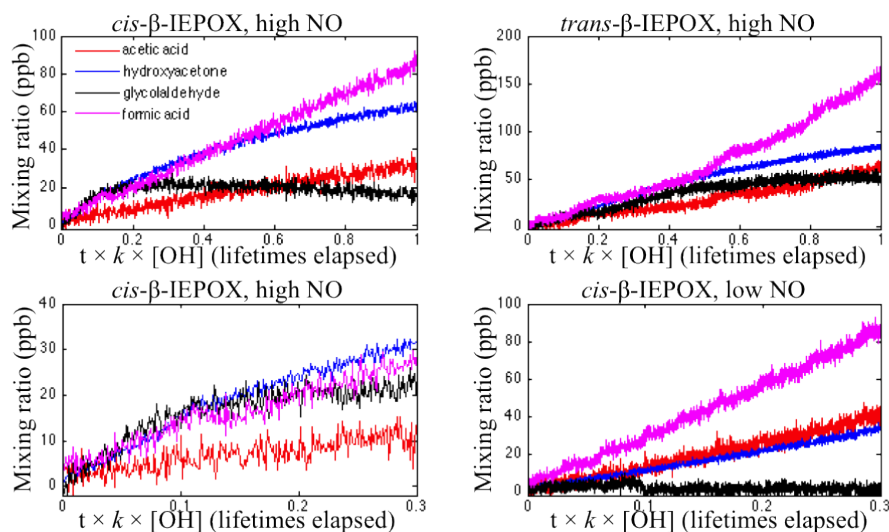 cis-β-IEPOX, high NO
Mixing ratio (ppb)
100
80
60
40
20
0
acetic acid
hydroxyacetone
glycolaldehyde
formic acid
0 0.2 0.4 0.6 0.8 1
t × k × [OH] (lifetimes elapsed)
trans-β-IEPOX, high NO
Mixing ratio (ppb)
200
150
100
50
0
0 0.2 0.4 0.6 0.8 1
t × k × [OH] (lifetimes elapsed)
cis-β-IEPOX, high NO
Mixing ratio (ppb)
40
30
20
10
0
0 0.1 0.2 0.3
t × k × [OH] (lifetimes elapsed)
cis-β-IEPOX, low NO
Mixing ratio (ppb)
100
80
60
40
20
0
0 0.1 0.2 0.3
t × k × [OH] (lifetimes elapsed)